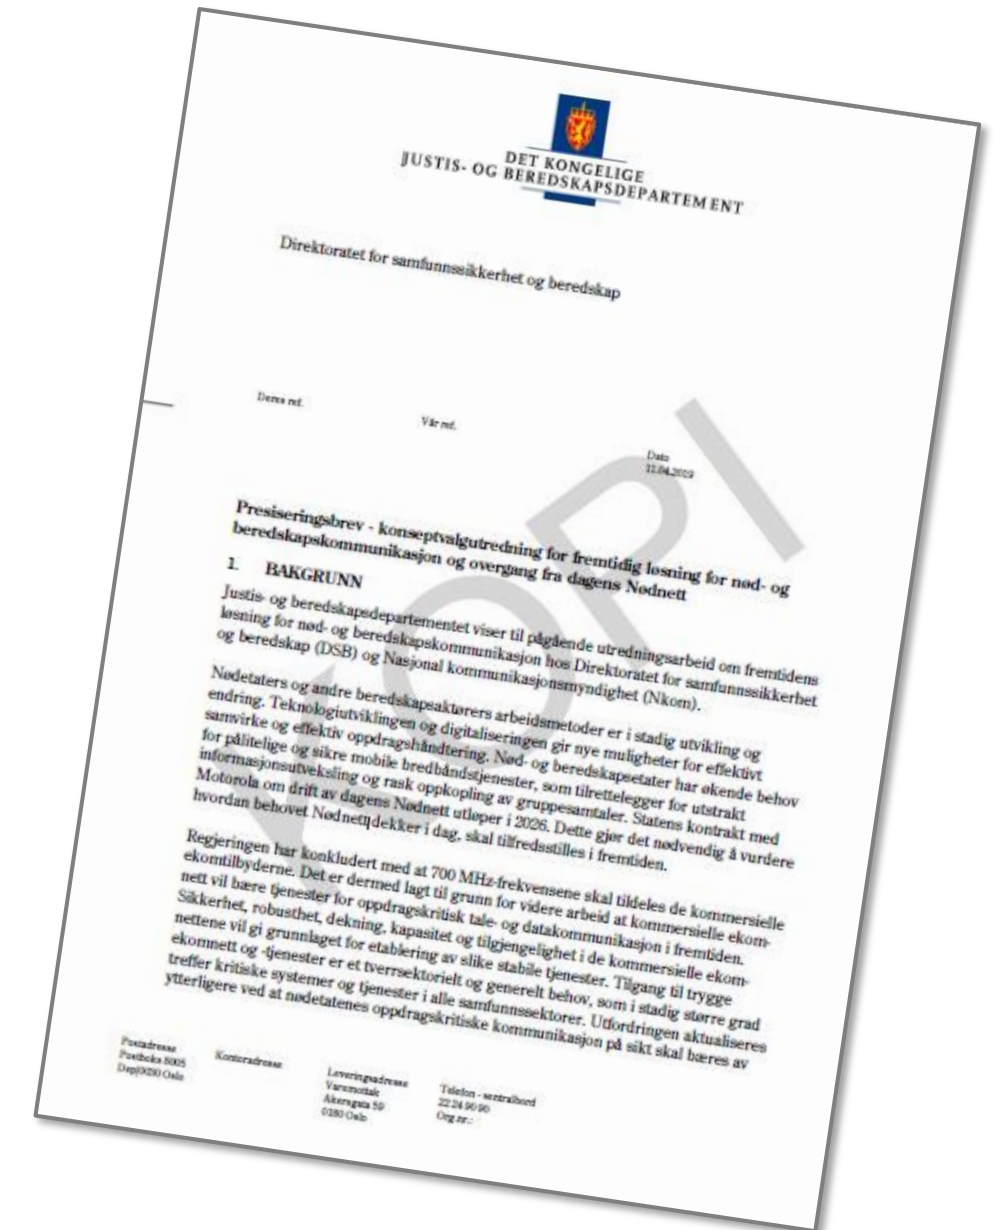 DET KONGELIGE
JUSTIS- OG BEREDSKAPSDEPARTEMENT
Direktoratet for samfunnssikkerhet og beredskap
Deres ref.
Vår ref.
Dato
12.04.2019
KOPI
Presiseringsbrev - konseptvalgutredning for fremtidig løsning for nød- og
beredskapskommunikasjon og overgang fra dagens Nødnett
1. BAKGRUNN
Justis- og beredskapsdepartementet viser til pågående utredningsarbeid om fremtidens
løsning for nød- og beredskapskommunikasjon hos Direktoratet for samfunnssikkerhet
og beredskap (DSB) og Nasjonal kommunikasjonsmyndighet (Nkom).
Nødetaters og andre beredskapsaktørers arbeidsmetoder er i stadig utvikling og
endring. Teknologiutviklingen og digitaliseringen gir nye muligheter for effektivt
samvirke og effektiv oppdragshåndtering. Nød- og beredskapsetater har økende behov
for pålitelige og sikre mobile bredbåndstjenester, som tilrettelegger for utstrakt
informasjonsutveksling og rask oppkopling av gruppesamtaler. Statens kontrakt med
Motorola om drift av dagens Nødnett utløper i 2026. Dette gjør det nødvendig å vurdere
hvordan behovet Nødnett dekker i dag, skal tilfredsstilles i fremtiden.
Regjeringen har konkludert med at 700 MHz-frekvensene skal tildeles de kommersielle
ekomtilbyderne. Det er dermed lagt til grunn for videre arbeid at kommersielle ekom-
nett vil bære tjenester for oppdragskritisk tale- og datakommunikasjon i fremtiden.
Sikkerhet, robusthet, dekning, kapasitet og tilgjengelighet i de kommersielle ekom-
nettene vil gi grunnlaget for etablering av slike stabile tjenester. Tilgang til trygge
ekomnett og -tjenester er et tverrsektorielt og generelt behov, som i stadig større grad
treffer kritiske systemer og tjenester i alle samfunnssektorer. Utfordringen aktualiseres
ytterligere ved at nødetatenes oppdragskritiske kommunikasjon på sikt skal bæres av
Postadresse
Postboks 8005
Dep|0030 Oslo
Kontoradresse
Leveringsadresse
Varemottak
Akersgata 59
0180 Oslo
Telefon - sentralbord
22 24 90 90
Org.nr.: